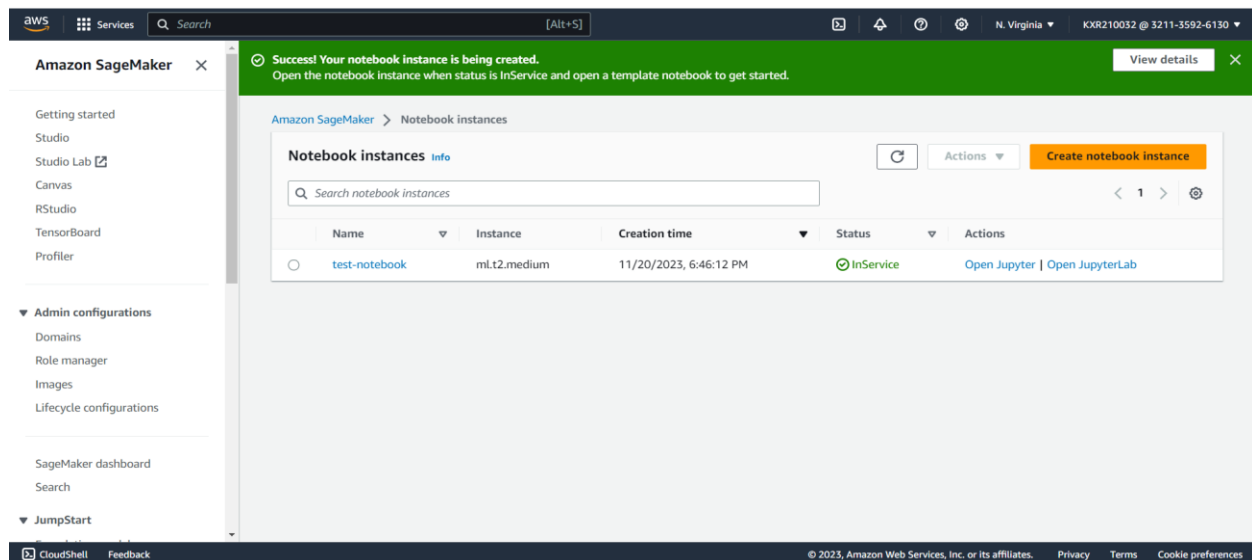 aws Services Search [Alt+S] N. Virginia KXR210032 @ 3211-3592-6130
Amazon SageMaker
Getting started
Studio
Studio Lab
Canvas
RStudio
TensorBoard
Profiler
Admin configurations
Domains
Role manager
Images
Lifecycle configurations
SageMaker dashboard
Search
JumpStart
Success! Your notebook instance is being created.
Open the notebook instance when status is InService and open a template notebook to get started.
View details
Amazon SageMaker > Notebook instances
Notebook instances Info
Actions
Create notebook instance
Search notebook instances
1
Name Instance Creation time Status Actions
test-notebook ml.t2.medium 11/20/2023, 6:46:12 PM InService Open Jupyter | Open JupyterLab
CloudShell Feedback © 2023, Amazon Web Services, Inc. or its affiliates. Privacy Terms Cookie preferences